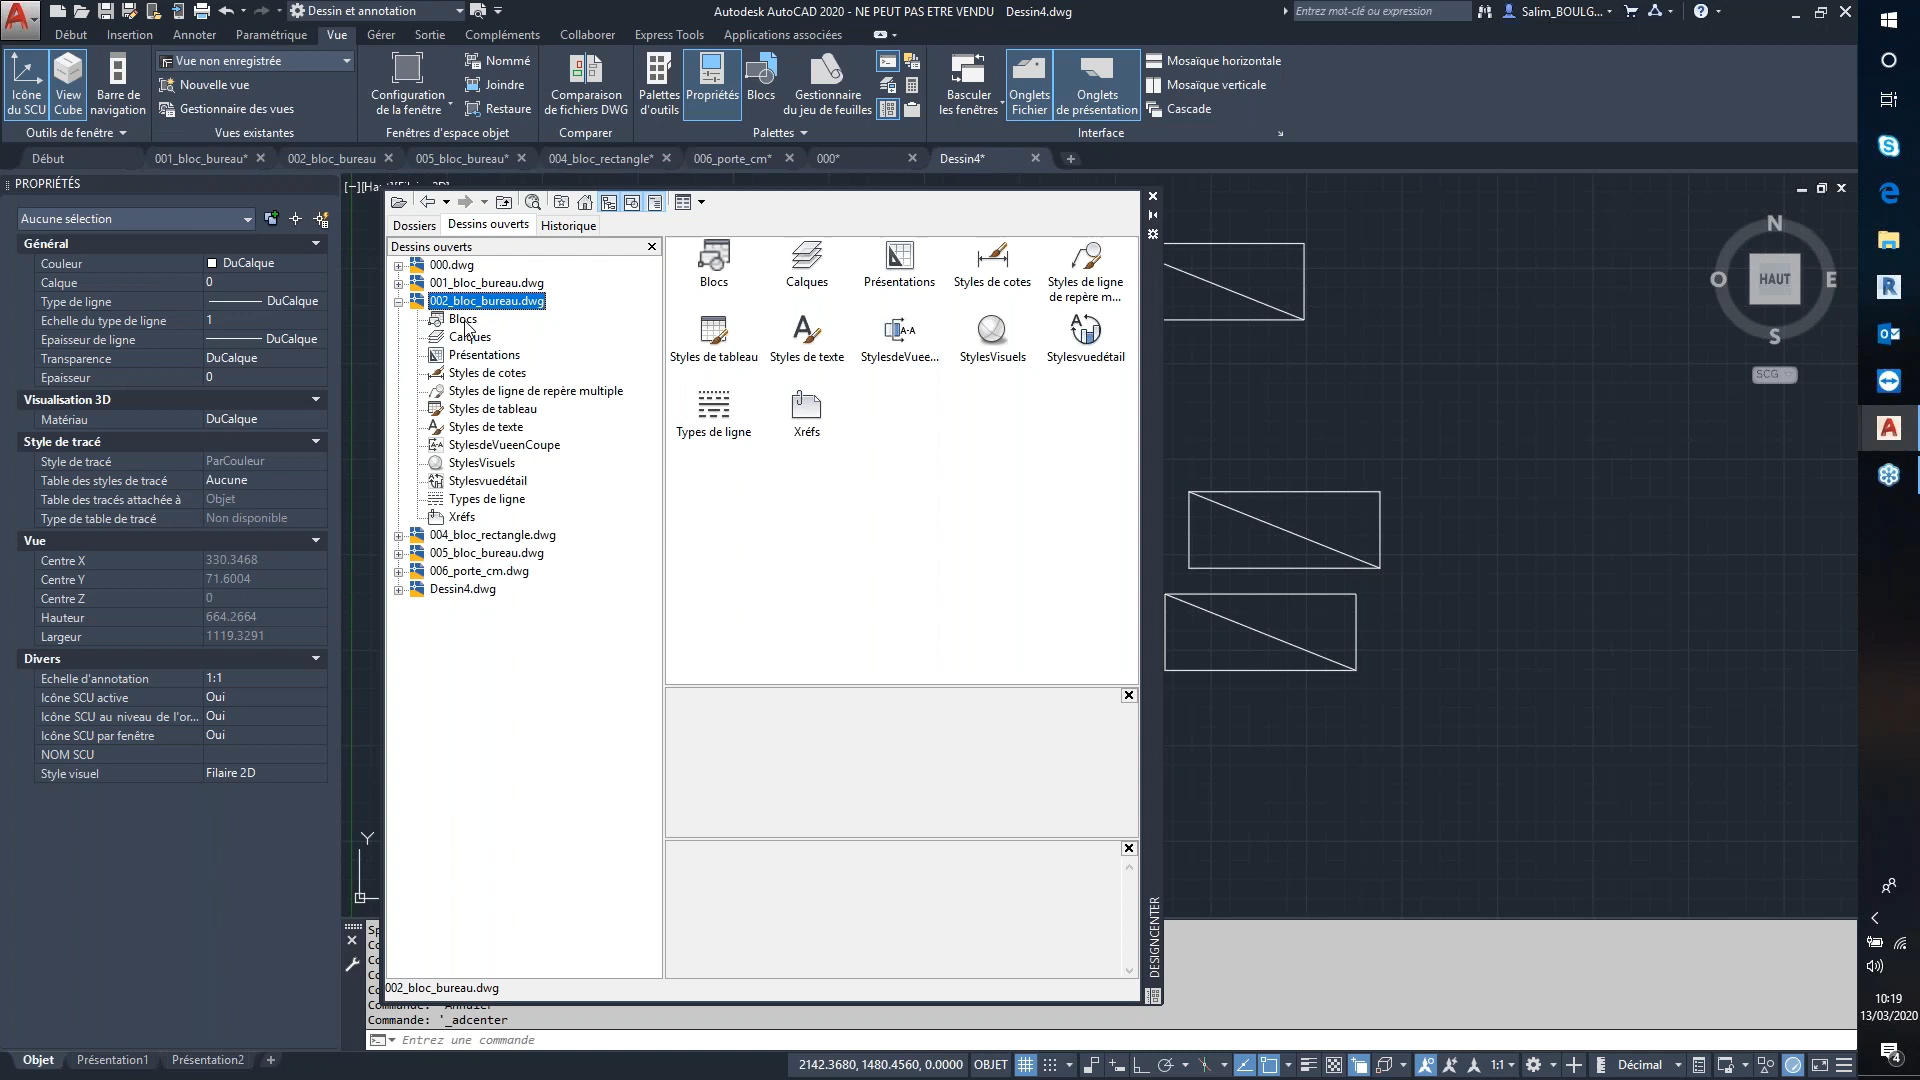 Dessin et annotation
Autodesk AutoCAD 2020 - NE PEUT PAS ETRE VENDU Dessin4.dwg
Entrez mot-clé ou expression
Salim_BOULG...
Début Insertion Annoter Paramétrique Vue Gérer Sortie Compléments Collaborer Express Tools Applications associées
Icône du SCU
View Cube
Barre de navigation
Outils de fenêtre
Vue non enregistrée
Nouvelle vue
Gestionnaire des vues
Vues existantes
Configuration de la fenêtre
Nommé
Joindre
Restaure
Fenêtres d'espace objet
Comparaison de fichiers DWG
Comparer
Palettes d'outils
Propriétés
Blocs
Gestionnaire du jeu de feuilles
Palettes
Basculer les fenêtres
Onglets Fichier
Onglets de présentation
Mosaïque horizontale
Mosaïque verticale
Cascade
Interface
Début 001_bloc_bureau* 002_bloc_bureau 005_bloc_bureau* 004_bloc_rectangle* 006_porte_cm* 000* Dessin4*
PROPRIÉTÉS
Aucune sélection
Général
Couleur DuCalque
Calque 0
Type de ligne DuCalque
Echelle du type de ligne 1
Epaisseur de ligne DuCalque
Transparence DuCalque
Epaisseur 0
Visualisation 3D
Matériau DuCalque
Style de tracé
Style de tracé ParCouleur
Table des styles de tracé Aucune
Table des tracés attachée à Objet
Type de table de tracé Non disponible
Vue
Centre X 330.3468
Centre Y 71.6004
Centre Z 0
Hauteur 664.2664
Largeur 1119.3291
Divers
Echelle d'annotation 1:1
Icône SCU active Oui
Icône SCU au niveau de l'or... Oui
Icône SCU par fenêtre Oui
NOM SCU
Style visuel Filaire 2D
Dossiers Dessins ouverts Historique
Dessins ouverts
000.dwg
001_bloc_bureau.dwg
002_bloc_bureau.dwg
Blocs
Calques
Présentations
Styles de cotes
Styles de ligne de repère multiple
Styles de tableau
Styles de texte
StylesdeVueenCoupe
StylesVisuels
Stylesvuedétail
Types de ligne
Xréfs
004_bloc_rectangle.dwg
005_bloc_bureau.dwg
006_porte_cm.dwg
Dessin4.dwg
Blocs Calques Présentations Styles de cotes Styles de ligne de repère m...
Styles de tableau Styles de texte StylesdeVuee... StylesVisuels Stylesvuedétail
Types de ligne Xréfs
002_bloc_bureau.dwg
DESIGNCENTER
N
O HAUT E
S
SCG
Y
Commande: '_adcenter
Entrez une commande
Objet Présentation1 Présentation2
2142.3680, 1480.4560, 0.0000 OBJET
1:1
Décimal
10:19
13/03/2020
4